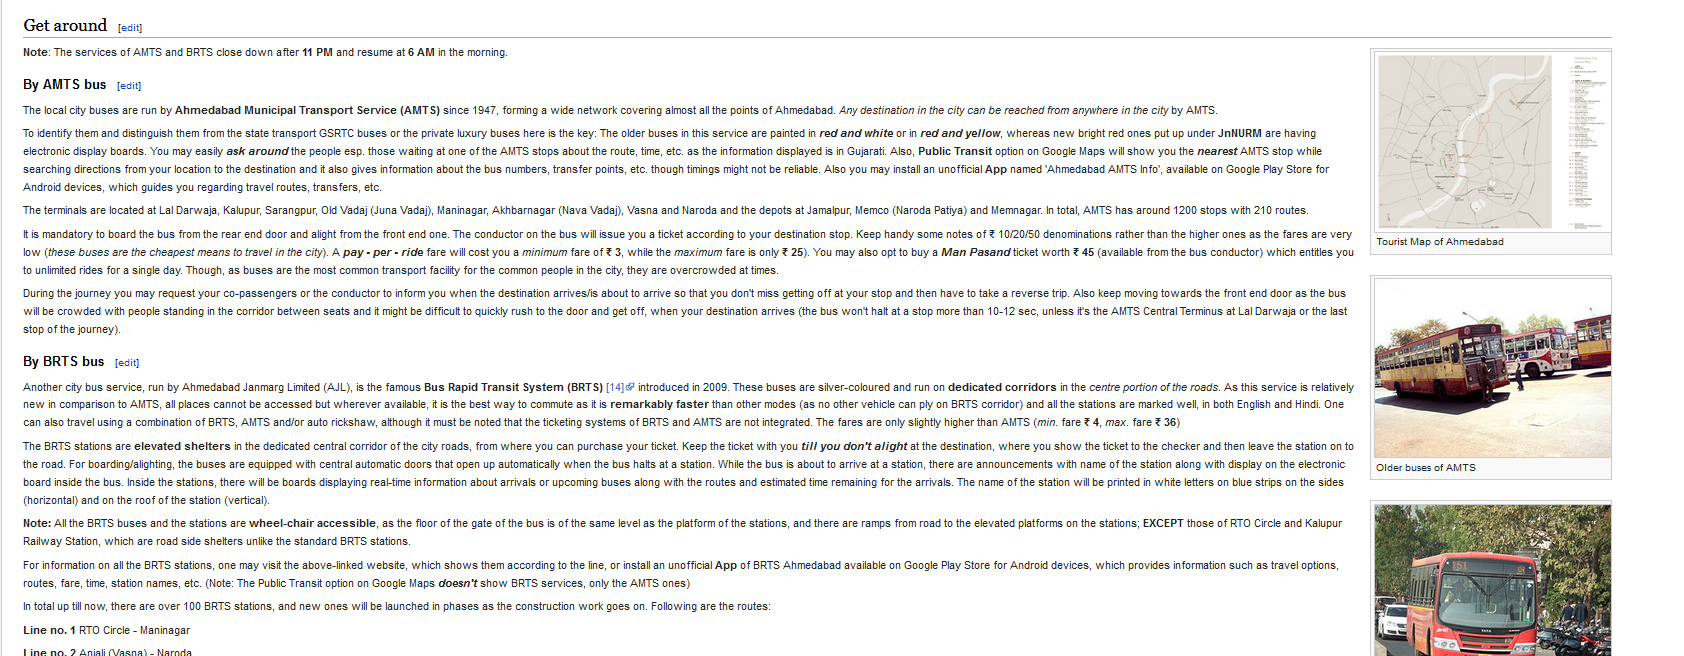 Get around [edit]
Note: The services of AMTS and BRTS close down after 11 PM and resume at 6 AM in the morning.
By AMTS bus [edit]
The local city buses are run by Ahmedabad Municipal Transport Service (AMTS) since 1947, forming a wide network covering almost all the points of Ahmedabad. Any destination in the city can be reached from anywhere in the city by AMTS.
To identify them and distinguish them from the state transport GSRTC buses or the private luxury buses here is the key: The older buses in this service are painted in red and white or in red and yellow, whereas new bright red ones put up under JnNURM are having
electronic display boards. You may easily ask around the people esp. those waiting at one of the AMTS stops about the route, time, etc. as the information displayed is in Gujarati. Also, Public Transit option on Google Maps will show you the nearest AMTS stop while
searching directions from your location to the destination and it also gives information about the bus numbers, transfer points, etc. though timings might not be reliable. Also you may install an unofficial App named 'Ahmedabad AMTS Info', available on Google Play Store for
Android devices, which guides you regarding travel routes, transfers, etc.
The terminals are located at Lal Darwaja, Kalupur, Sarangpur, Old Vadaj (Juna Vadaj), Maninagar, Akhbarnagar (Nava Vadaj), Vasna and Naroda and the depots at Jamalpur, Memco (Naroda Patiya) and Memnagar. In total, AMTS has around 1200 stops with 210 routes.
It is mandatory to board the bus from the rear end door and alight from the front end one. The conductor on the bus will issue you a ticket according to your destination stop. Keep handy some notes of ₹ 10/20/50 denominations rather than the higher ones as the fares are very
low (these buses are the cheapest means to travel in the city). A pay - per - ride fare will cost you a minimum fare of ₹ 3, while the maximum fare is only ₹ 25). You may also opt to buy a Man Pasand ticket worth ₹ 45 (available from the bus conductor) which entitles you
to unlimited rides for a single day. Though, as buses are the most common transport facility for the common people in the city, they are overcrowded at times.
During the journey you may request your co-passengers or the conductor to inform you when the destination arrives/is about to arrive so that you don't miss getting off at your stop and then have to take a reverse trip. Also keep moving towards the front end door as the bus
will be crowded with people standing in the corridor between seats and it might be difficult to quickly rush to the door and get off, when your destination arrives (the bus won't halt at a stop more than 10-12 sec, unless it's the AMTS Central Terminus at Lal Darwaja or the last
stop of the journey).
By BRTS bus [edit]
Another city bus service, run by Ahmedabad Janmarg Limited (AJL), is the famous Bus Rapid Transit System (BRTS) [14] introduced in 2009. These buses are silver-coloured and run on dedicated corridors in the centre portion of the roads. As this service is relatively
new in comparison to AMTS, all places cannot be accessed but wherever available, it is the best way to commute as it is remarkably faster than other modes (as no other vehicle can ply on BRTS corridor) and all the stations are marked well, in both English and Hindi. One
can also travel using a combination of BRTS, AMTS and/or auto rickshaw, although it must be noted that the ticketing systems of BRTS and AMTS are not integrated. The fares are only slightly higher than AMTS (min. fare ₹ 4, max. fare ₹ 36)
The BRTS stations are elevated shelters in the dedicated central corridor of the city roads, from where you can purchase your ticket. Keep the ticket with you till you don't alight at the destination, where you show the ticket to the checker and then leave the station on to
the road. For boarding/alighting, the buses are equipped with central automatic doors that open up automatically when the bus halts at a station. While the bus is about to arrive at a station, there are announcements with name of the station along with display on the electronic
board inside the bus. Inside the stations, there will be boards displaying real-time information about arrivals or upcoming buses along with the routes and estimated time remaining for the arrivals. The name of the station will be printed in white letters on blue strips on the sides
(horizontal) and on the roof of the station (vertical).
Note: All the BRTS buses and the stations are wheel-chair accessible, as the floor of the gate of the bus is of the same level as the platform of the stations, and there are ramps from road to the elevated platforms on the stations; EXCEPT those of RTO Circle and Kalupur
Railway Station, which are road side shelters unlike the standard BRTS stations.
For information on all the BRTS stations, one may visit the above-linked website, which shows them according to the line, or install an unofficial App of BRTS Ahmedabad available on Google Play Store for Android devices, which provides information such as travel options,
routes, fare, time, station names, etc. (Note: The Public Transit option on Google Maps doesn't show BRTS services, only the AMTS ones)
In total up till now, there are over 100 BRTS stations, and new ones will be launched in phases as the construction work goes on. Following are the routes:
Line no. 1 RTO Circle - Maninagar
Line no. 2 Anjali (Vasna) - Naroda
Tourist Map of Ahmedabad
Older buses of AMTS
151
TATA